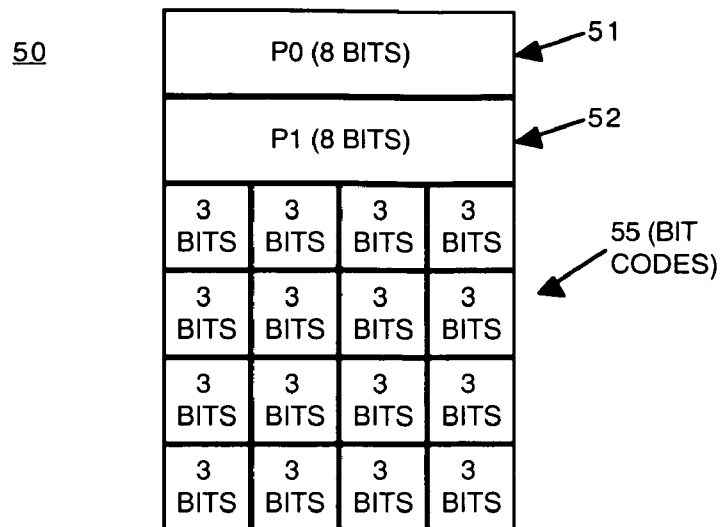 50
P0 (8 BITS)
51
P1 (8 BITS)
52
3 BITS 3 BITS 3 BITS 3 BITS
55 (BIT CODES)
3 BITS 3 BITS 3 BITS 3 BITS
3 BITS 3 BITS 3 BITS 3 BITS
3 BITS 3 BITS 3 BITS 3 BITS